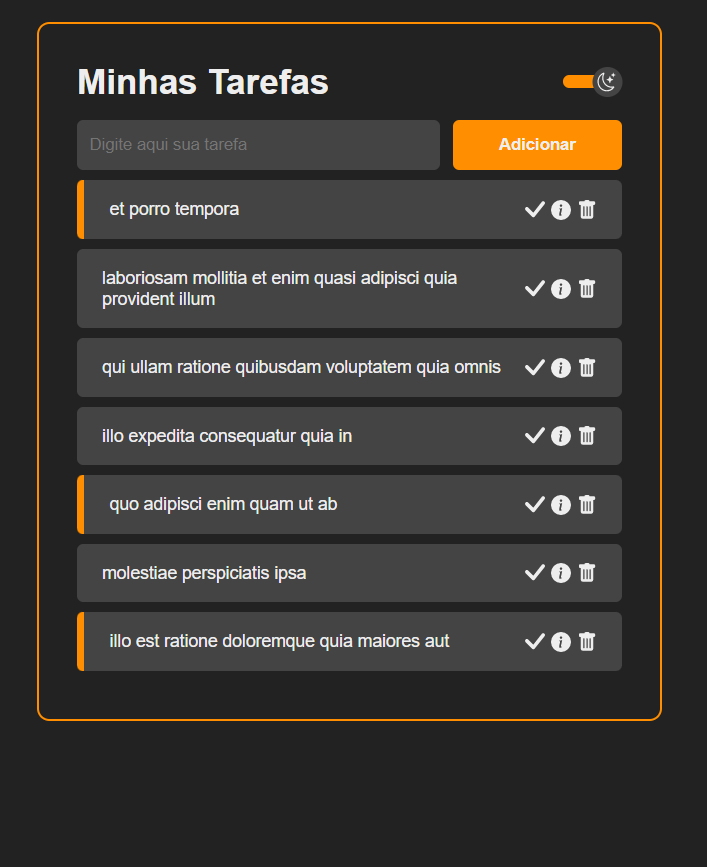 Minhas Tarefas
Digite aqui sua tarefa
Adicionar
et porro tempora
laboriosam mollitia et enim quasi adipisci quia
provident illum
qui ullam ratione quibusdam voluptatem quia omnis
illo expedita consequatur quia in
quo adipisci enim quam ut ab
molestiae perspiciatis ipsa
illo est ratione doloremque quia maiores aut